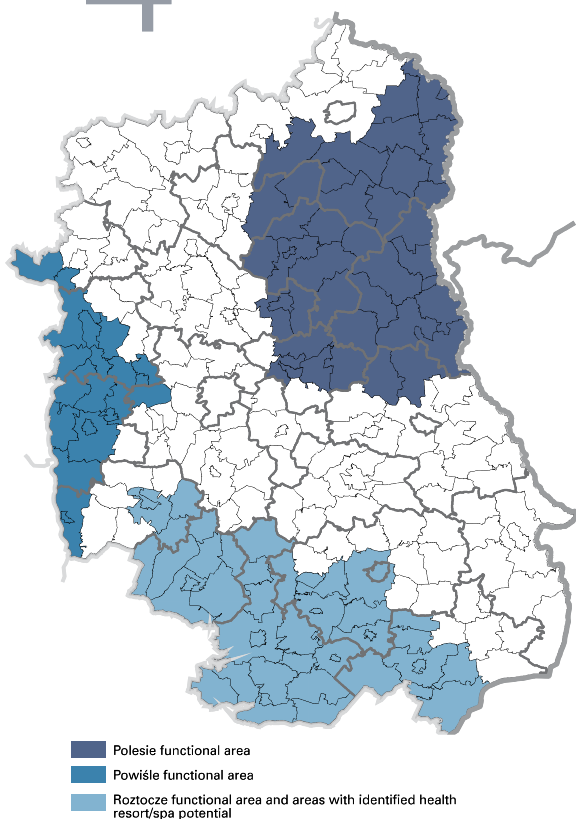 Polesie functional area
Powiśle functional area
Roztocze functional area and areas with identified health
resort/spa potential